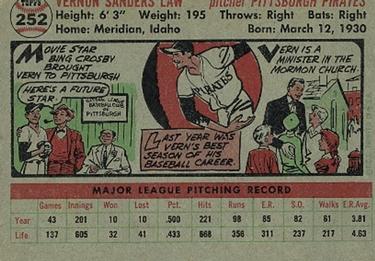 TOPPS
252
VERNON SANDERS LAW pitcher PITTSBURGH PIRATES
Height: 6' 3" Weight: 195 Throws: Right Bats: Right
Home: Meridian, Idaho Born: March 12, 1930
MOVIE STAR
BING CROSBY
BROUGHT
VERN TO PITTSBURGH
HERE'S A FUTURE
STAR
BASEBALL CLUB
OF
PITTSBURGH
PIRATES
LAST YEAR WAS
VERN'S BEST
SEASON OF HIS
BASEBALL CAREER.
VERN IS A
MINISTER IN THE
MORMON CHURCH.
MAJOR LEAGUE PITCHING RECORD
Games Innings Won Lost Pct. Hits Runs E.R. S.O. Walks E.R.Avg.
Year 43 201 10 10 .500 221 98 85 82 61 3.81
Life 137 605 32 41 .433 668 356 311 237 217 4.63